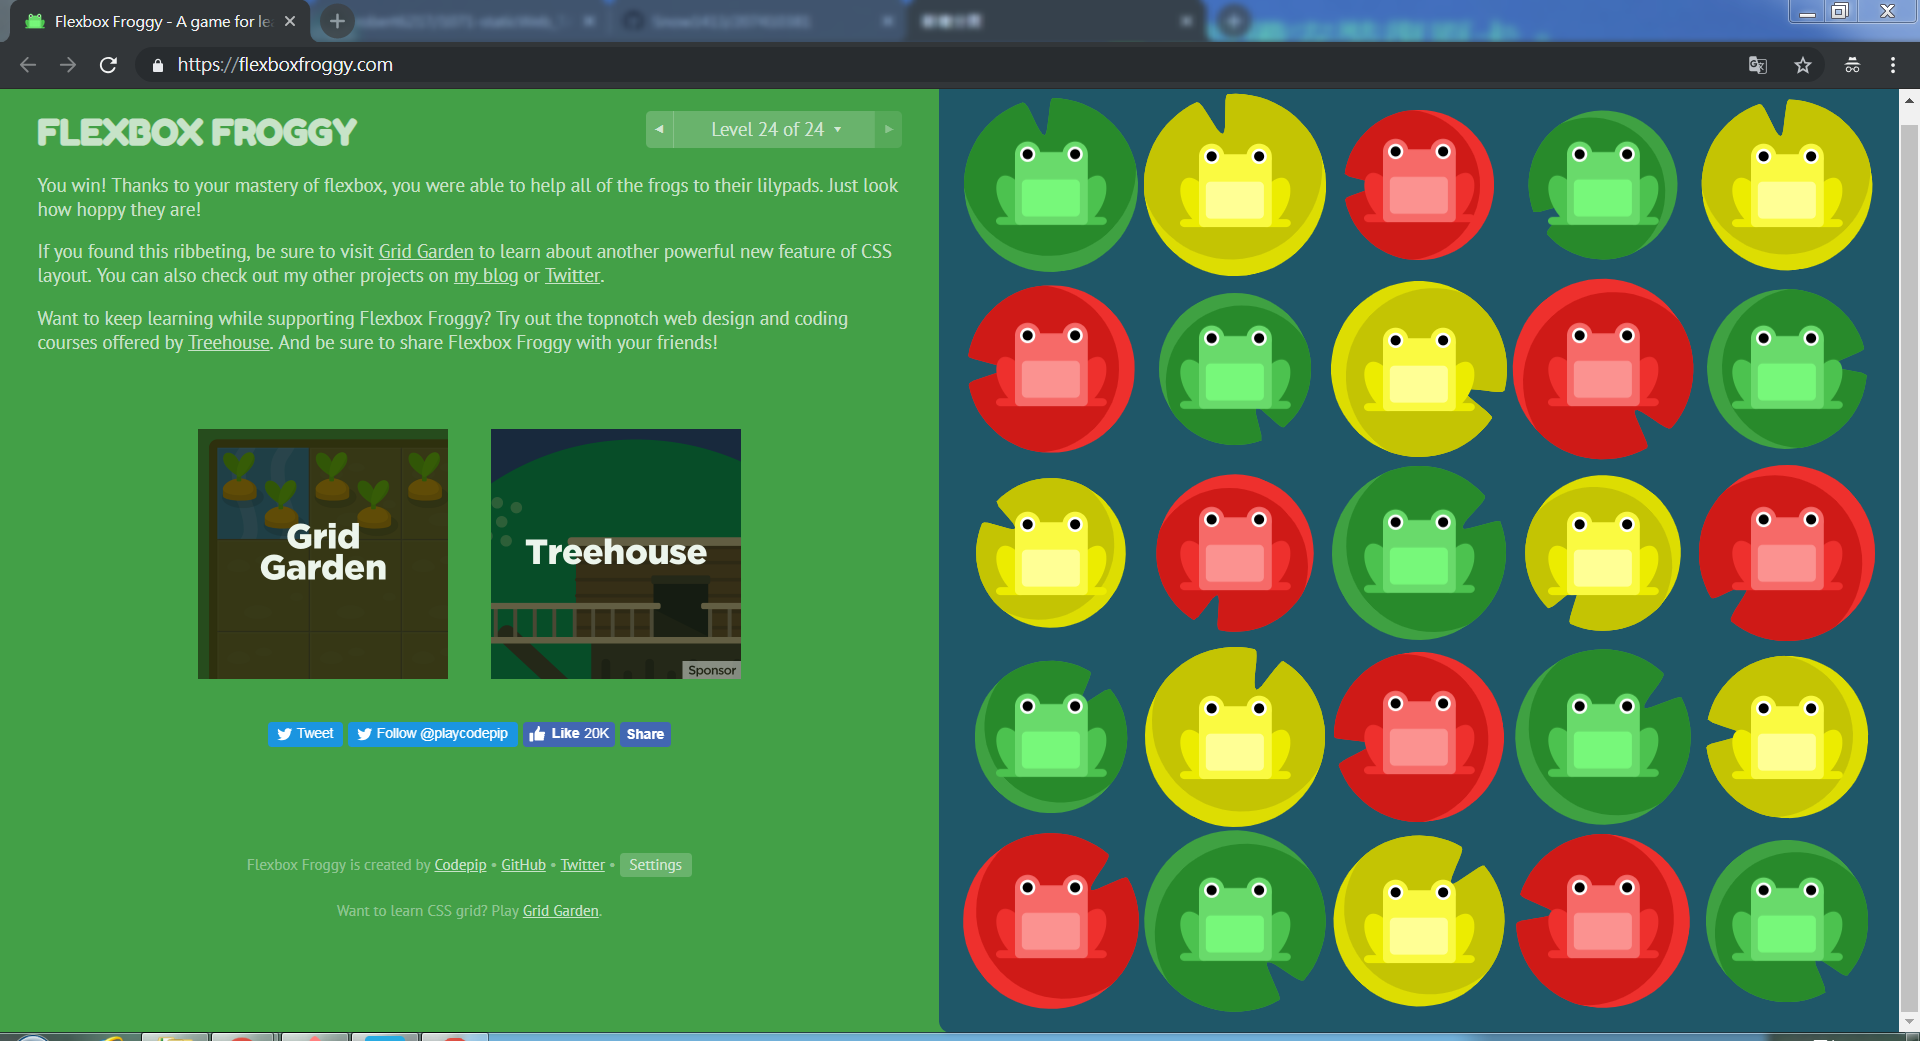 Flexbox Froggy - A game for le
https://flexboxfroggy.com
FLEXBOX FROGGY
Level 24 of 24
You win! Thanks to your mastery of flexbox, you were able to help all of the frogs to their lilypads. Just look
how hoppy they are!
If you found this ribbeting, be sure to visit Grid Garden to learn about another powerful new feature of CSS
layout. You can also check out my other projects on my blog or Twitter.
Want to keep learning while supporting Flexbox Froggy? Try out the topnotch web design and coding
courses offered by Treehouse. And be sure to share Flexbox Froggy with your friends!
Grid
Garden
Treehouse
Sponsor
Tweet
Follow @playcodepip
Like 20K
Share
Flexbox Froggy is created by Codepip • GitHub • Twitter • Settings
Want to learn CSS grid? Play Grid Garden.